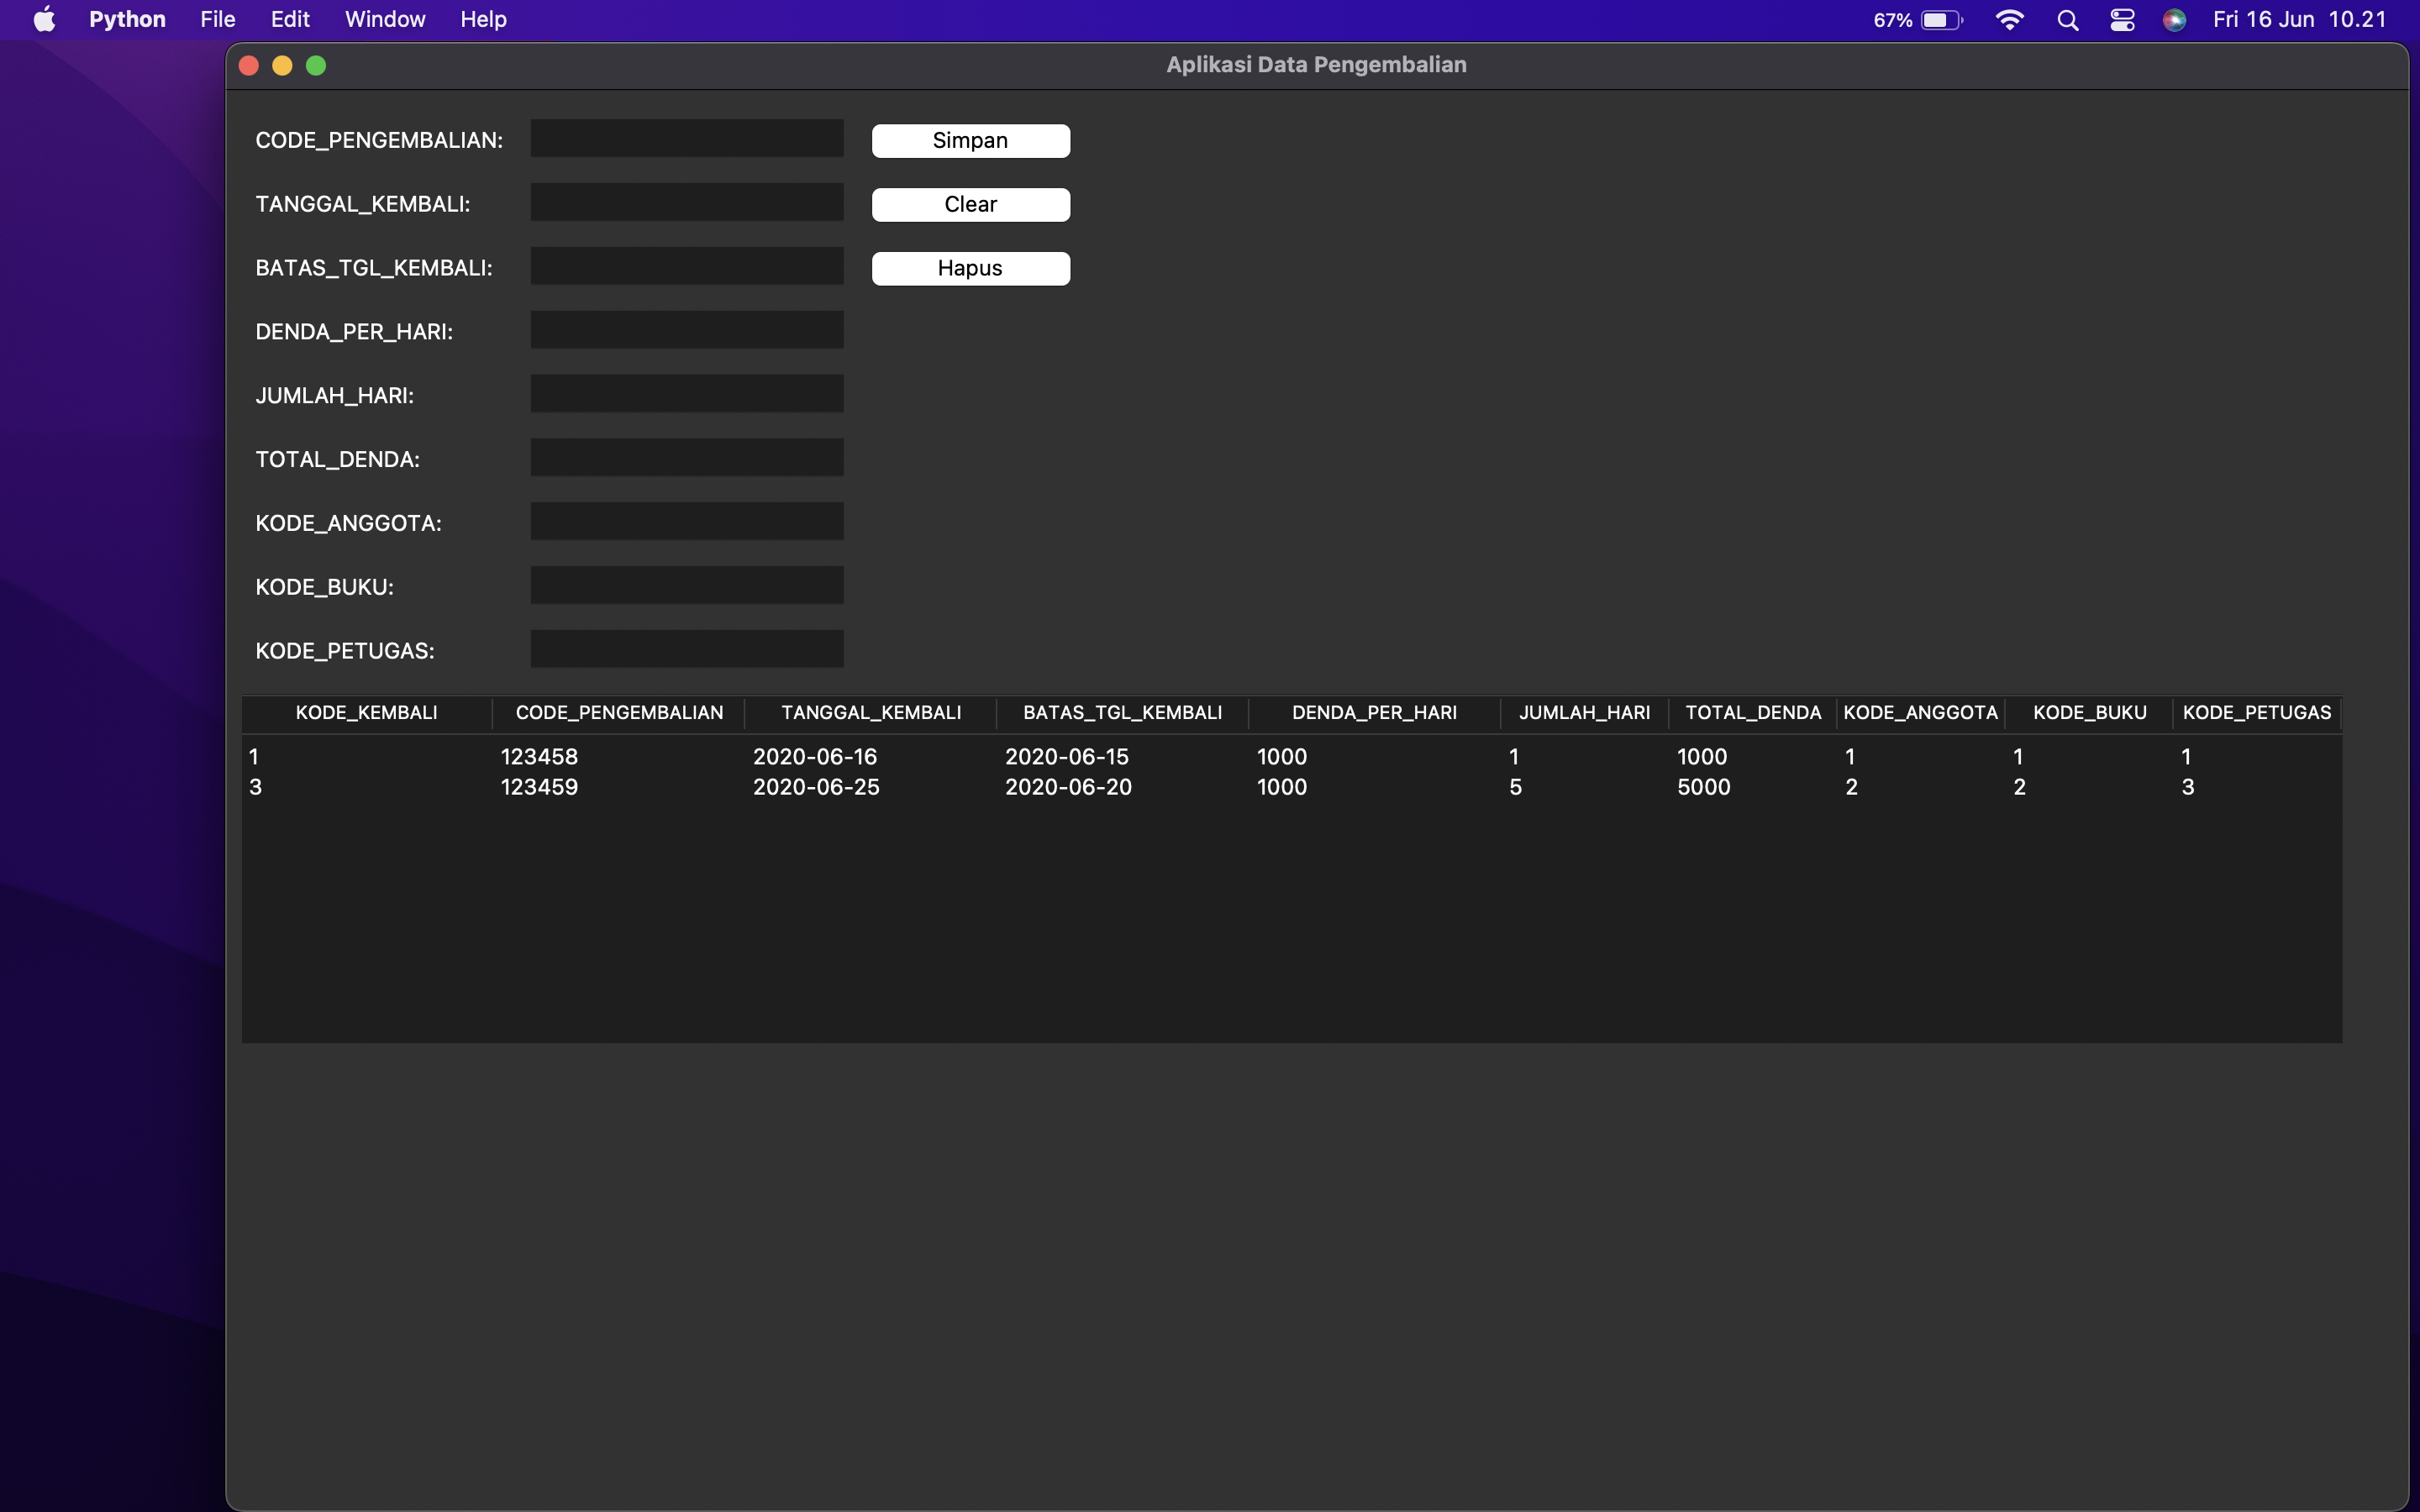 Python File Edit Window Help 67% Fri 16 Jun 10.21
Aplikasi Data Pengembalian
CODE_PENGEMBALIAN: Simpan
TANGGAL_KEMBALI: Clear
BATAS_TGL_KEMBALI: Hapus
DENDA_PER_HARI:
JUMLAH_HARI:
TOTAL_DENDA:
KODE_ANGGOTA:
KODE_BUKU:
KODE_PETUGAS:
KODE_KEMBALI CODE_PENGEMBALIAN TANGGAL_KEMBALI BATAS_TGL_KEMBALI DENDA_PER_HARI JUMLAH_HARI TOTAL_DENDA KODE_ANGGOTA KODE_BUKU KODE_PETUGAS
1 123458 2020-06-16 2020-06-15 1000 1 1000 1 1 1
3 123459 2020-06-25 2020-06-20 1000 5 5000 2 2 3